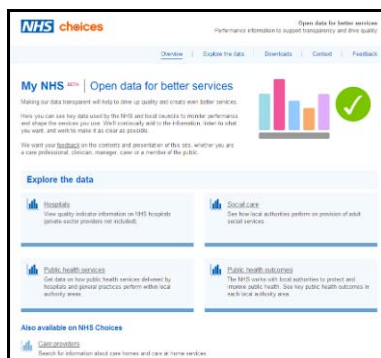 NHS choices
Open data for better services
Performance information to support transparency and drive quality
Overview | Explore the data | Downloads | Context | Feedback
My NHS BETA | Open data for better services
Making our data transparent will help to drive up quality and create even better services.
Here you can see key data used by the NHS and local councils to monitor performance
and shape the services you use. We'll continually add to the information, listen to what
you want, and work to make it as clear as possible.
We want your feedback on the contents and presentation of this site, whether you are
a care professional, clinician, manager, carer or a member of the public.
Explore the data
Hospitals
View quality indicator information on NHS hospitals
(private sector providers not included).
Social care
See how local authorities perform on provision of adult
social services
Public health services
Get data on how public health services delivered by
hospitals and general practices perform within local
authority areas.
Public health outcomes
The NHS works with local authorities to protect and
improve public health. See key public health outcomes in
each local authority area.
Also available on NHS Choices
Care providers
Search for information about care homes and care at home services